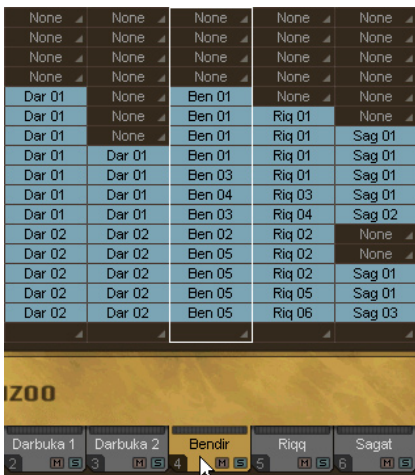 None None None None None
None None None None None
None None None None None
None None None None None
Dar 01 None Ben 01 None None
Dar 01 None Ben 01 Riq 01 None
Dar 01 None Ben 01 Riq 01 Sag 01
Dar 01 Dar 01 Ben 01 Riq 01 Sag 01
Dar 01 Dar 01 Ben 03 Riq 01 Sag 01
Dar 01 Dar 01 Ben 04 Riq 03 Sag 01
Dar 01 Dar 01 Ben 03 Riq 04 Sag 02
Dar 02 Dar 02 Ben 02 Riq 02 None
Dar 02 Dar 02 Ben 05 Riq 02 None
Dar 02 Dar 02 Ben 05 Riq 02 Sag 01
Dar 02 Dar 02 Ben 05 Riq 05 Sag 01
Dar 02 Dar 02 Ben 05 Riq 06 Sag 03
Darbuka 1 Darbuka 2 Bendir Riqq Sagat
2 M S 3 M S 4 M S 5 M S 6 M S